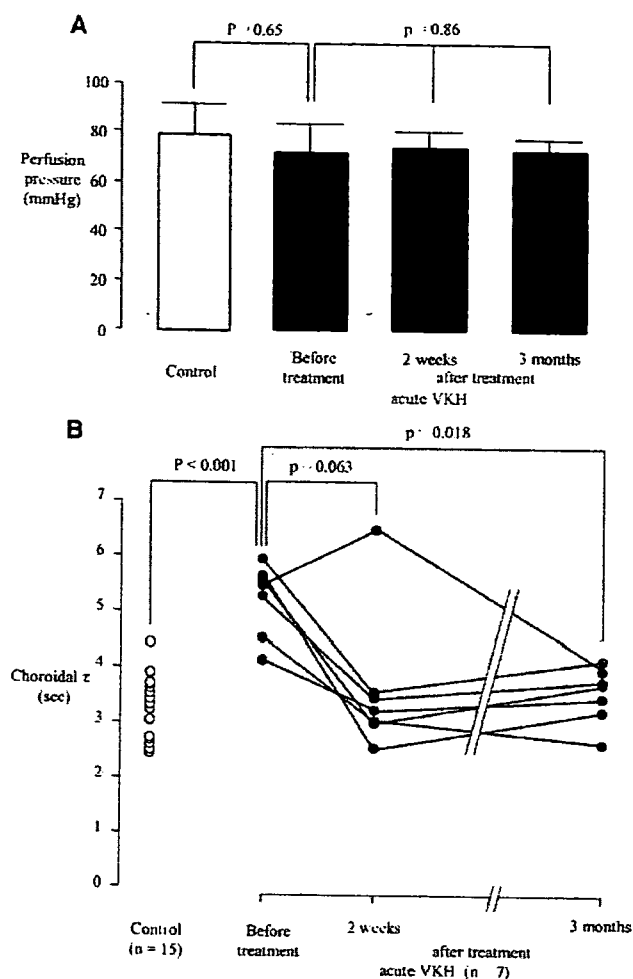 A
P = 0.65
p = 0.86
100
80
60
40
20
0
Perfusion
pressure
(mmHg)
Control
Before
treatment
2 weeks
3 months
after treatment
acute VKH
B
p = 0.018
P < 0.001
p = 0.063
7
6
5
4
3
2
1
0
Choroidal τ
(sec)
Control
(n = 15)
Before
treatment
2 weeks
3 months
after treatment
acute VKH (n 7)